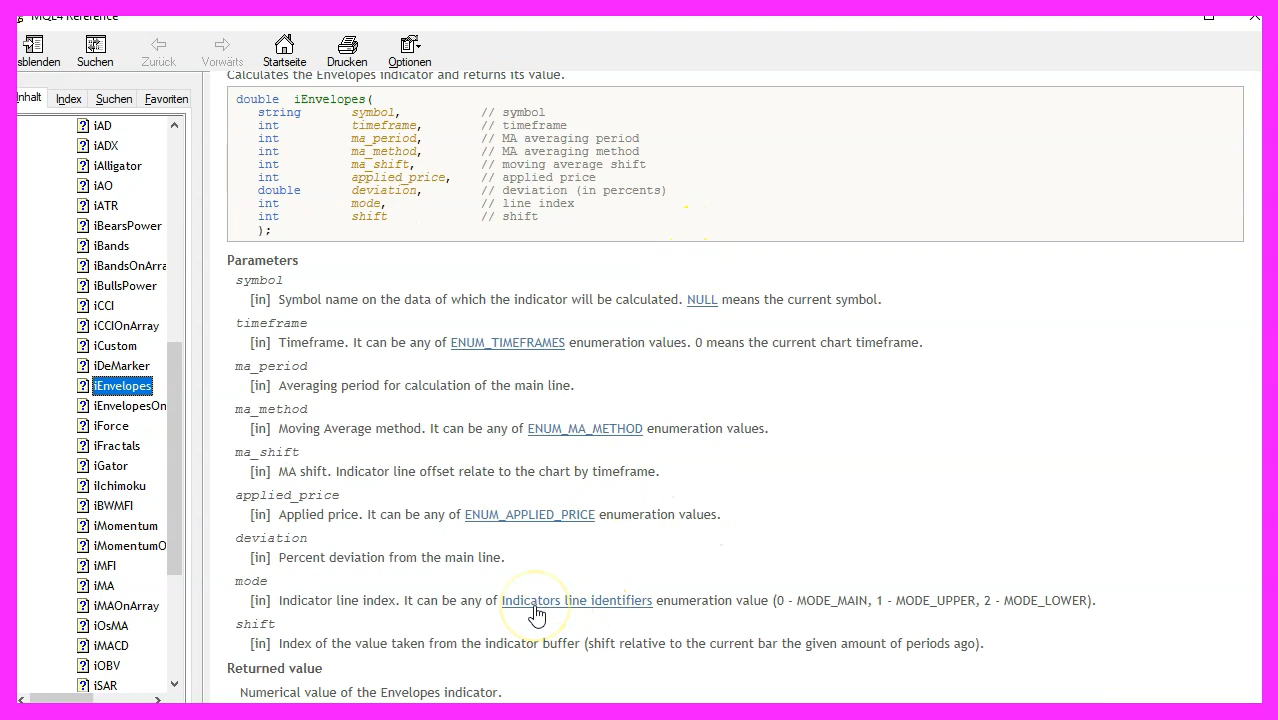 MQL4 Reference
sblenden Suchen Zurück Vorwärts Startseite Drucken Optionen
nhalt Index Suchen Favoriten
iAD
iADX
iAlligator
iAO
iATR
iBearsPower
iBands
iBandsOnArra
iBullsPower
iCCI
iCCIOnArray
iCustom
iDeMarker
iEnvelopes
iEnvelopesOn
iForce
iFractals
iGator
iIchimoku
iBWMFI
iMomentum
iMomentumO
iMFI
iMA
iMAOnArray
iOsMA
iMACD
iOBV
iSAR
Calculates the Envelopes indicator and returns its value.
double iEnvelopes(
string symbol, // symbol
int timeframe, // timeframe
int ma_period, // MA averaging period
int ma_method, // MA averaging method
int ma_shift, // moving average shift
int applied_price, // applied price
double deviation, // deviation (in percents)
int mode, // line index
int shift // shift
);
Parameters
symbol
[in] Symbol name on the data of which the indicator will be calculated. NULL means the current symbol.
timeframe
[in] Timeframe. It can be any of ENUM_TIMEFRAMES enumeration values. 0 means the current chart timeframe.
ma_period
[in] Averaging period for calculation of the main line.
ma_method
[in] Moving Average method. It can be any of ENUM_MA_METHOD enumeration values.
ma_shift
[in] MA shift. Indicator line offset relate to the chart by timeframe.
applied_price
[in] Applied price. It can be any of ENUM_APPLIED_PRICE enumeration values.
deviation
[in] Percent deviation from the main line.
mode
[in] Indicator line index. It can be any of Indicators line identifiers enumeration value (0 - MODE_MAIN, 1 - MODE_UPPER, 2 - MODE_LOWER).
shift
[in] Index of the value taken from the indicator buffer (shift relative to the current bar the given amount of periods ago).
Returned value
Numerical value of the Envelopes indicator.